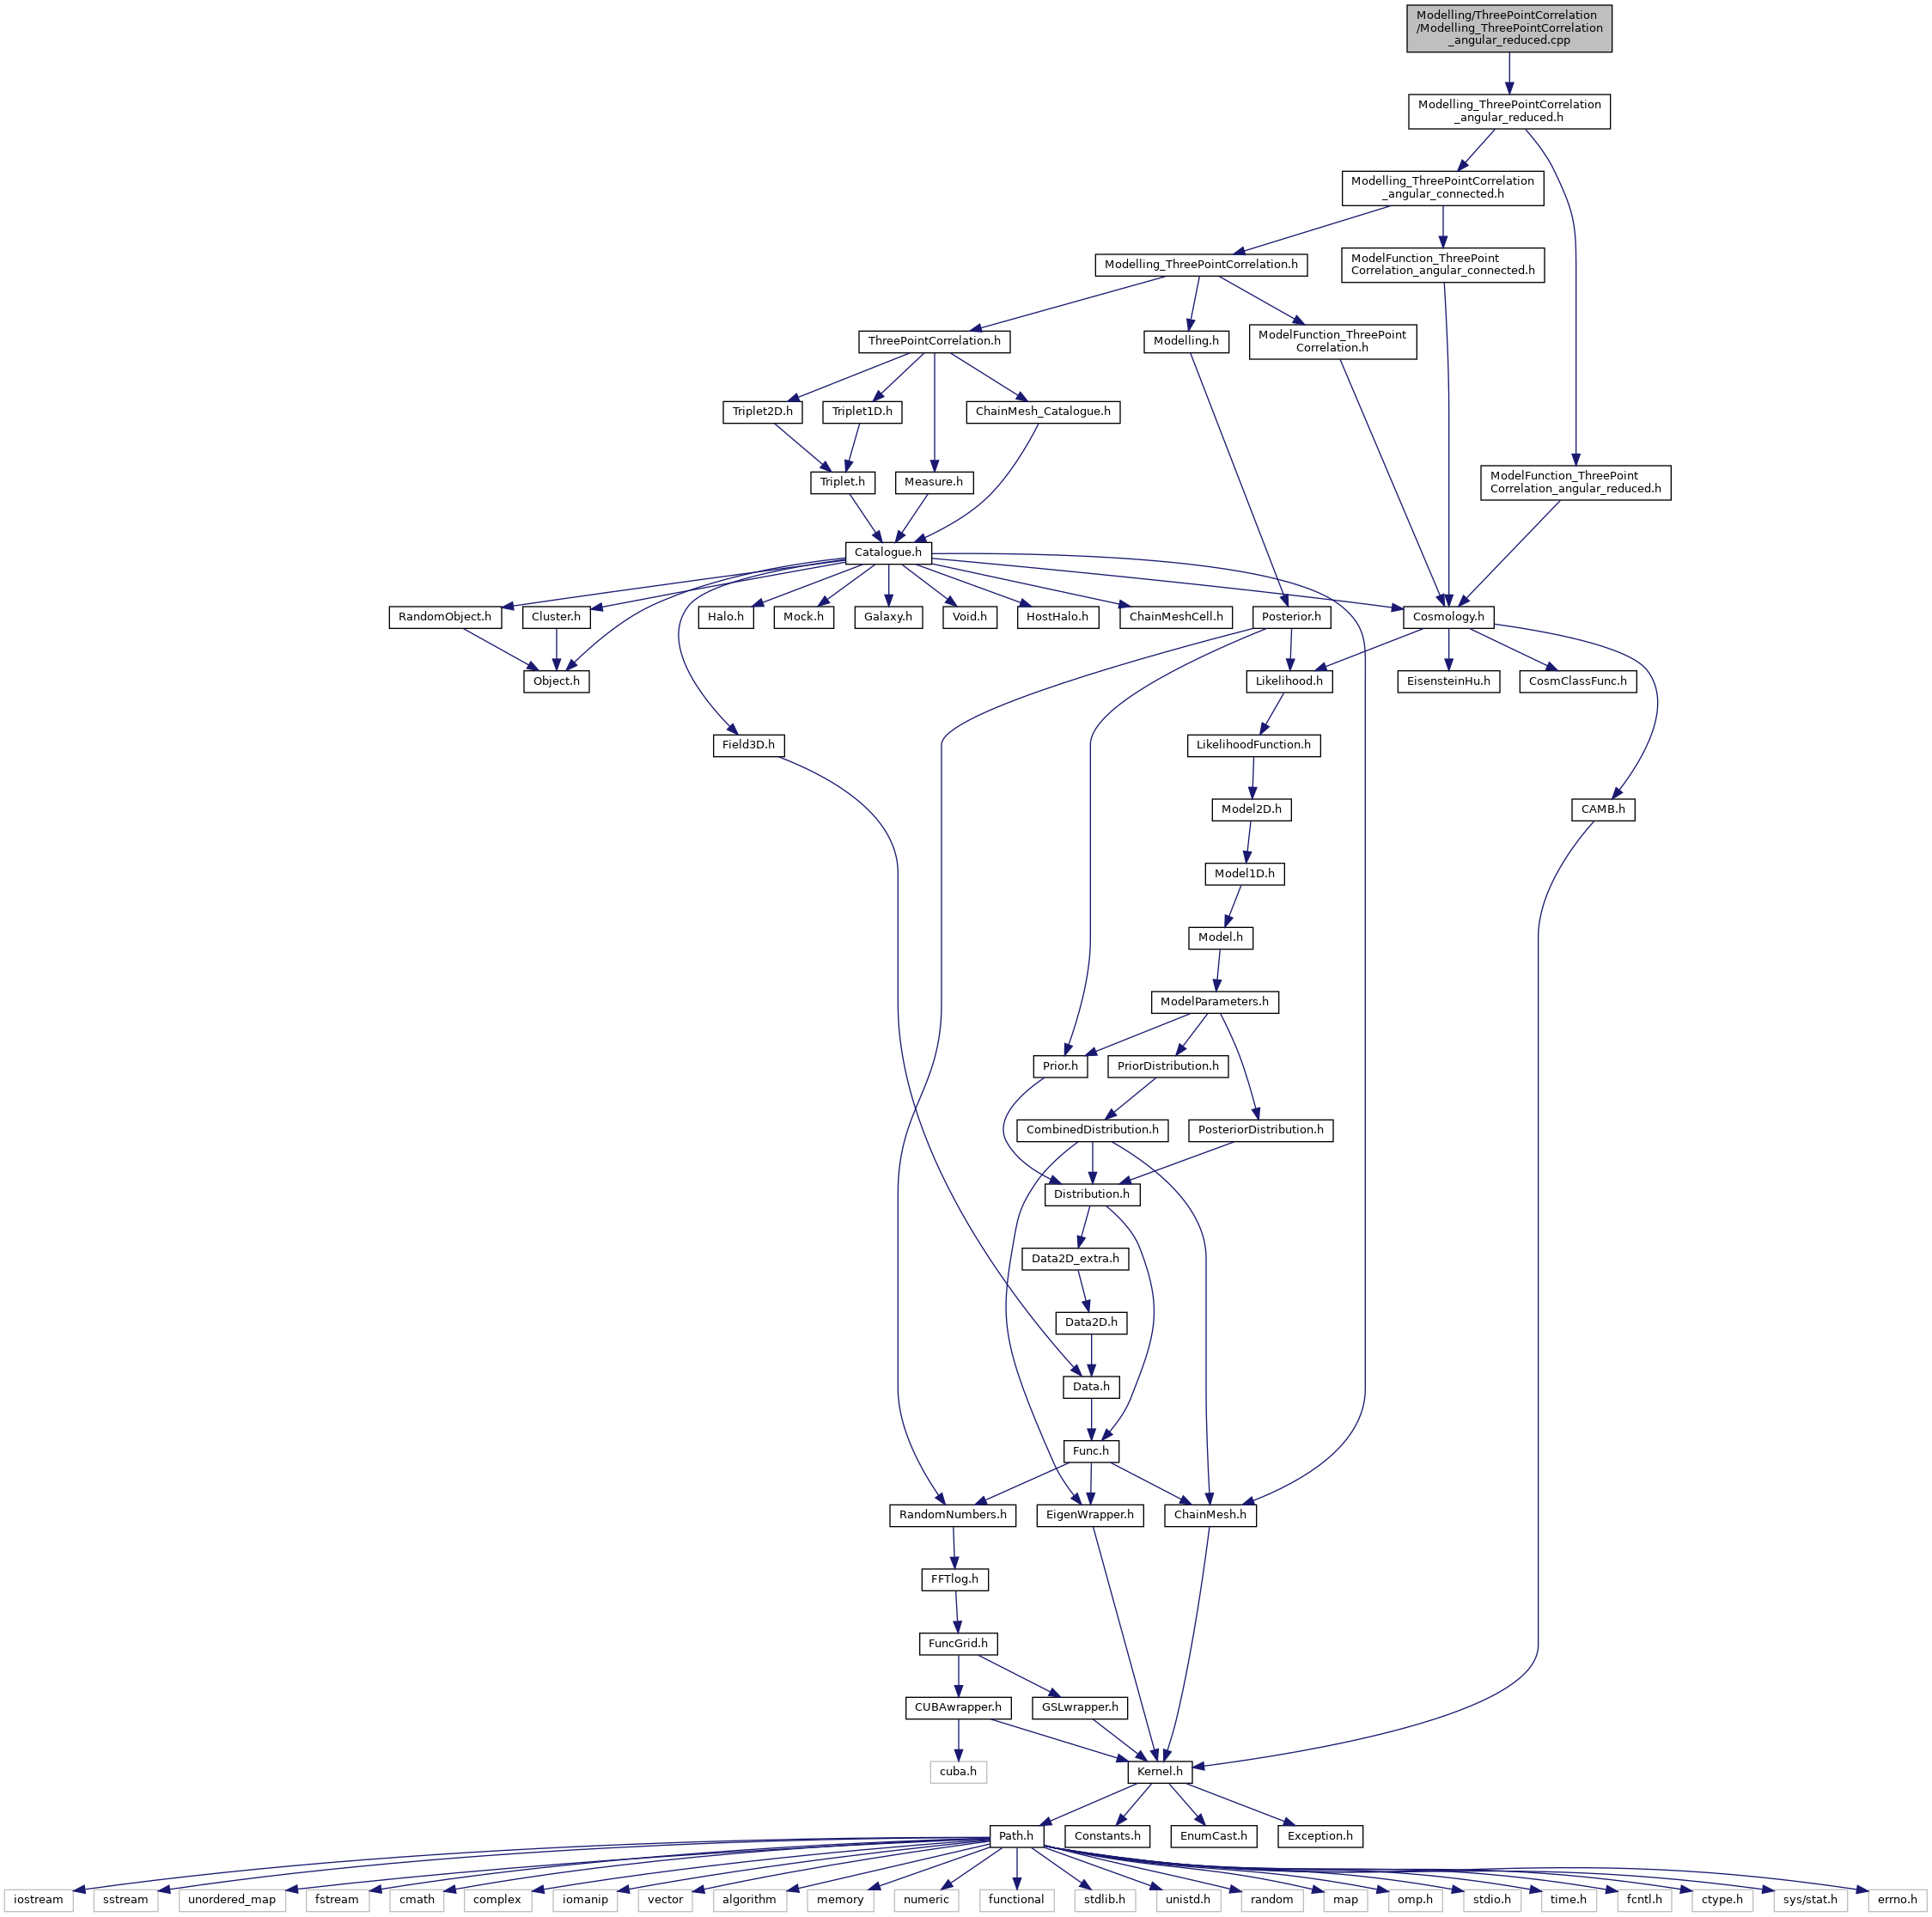 Modelling/ThreePointCorrelation
/Modelling_ThreePointCorrelation
_angular_reduced.cpp
Modelling_ThreePointCorrelation
_angular_reduced.h
Modelling_ThreePointCorrelation
_angular_connected.h
Modelling_ThreePointCorrelation.h
ModelFunction_ThreePoint
Correlation_angular_connected.h
ThreePointCorrelation.h
Modelling.h
ModelFunction_ThreePoint
Correlation.h
Triplet2D.h
Triplet1D.h
ChainMesh_Catalogue.h
Triplet.h
Measure.h
ModelFunction_ThreePoint
Correlation_angular_reduced.h
Catalogue.h
RandomObject.h
Cluster.h
Halo.h
Mock.h
Galaxy.h
Void.h
HostHalo.h
ChainMeshCell.h
Posterior.h
Cosmology.h
Object.h
Likelihood.h
EisensteinHu.h
CosmClassFunc.h
Field3D.h
LikelihoodFunction.h
Model2D.h
CAMB.h
Model1D.h
Model.h
ModelParameters.h
Prior.h
PriorDistribution.h
CombinedDistribution.h
PosteriorDistribution.h
Distribution.h
Data2D_extra.h
Data2D.h
Data.h
Func.h
RandomNumbers.h
EigenWrapper.h
ChainMesh.h
FFTlog.h
FuncGrid.h
CUBAwrapper.h
GSLwrapper.h
cuba.h
Kernel.h
Path.h
Constants.h
EnumCast.h
Exception.h
iostream
sstream
unordered_map
fstream
cmath
complex
iomanip
vector
algorithm
memory
numeric
functional
stdlib.h
unistd.h
random
map
omp.h
stdio.h
time.h
fcntl.h
ctype.h
sys/stat.h
errno.h